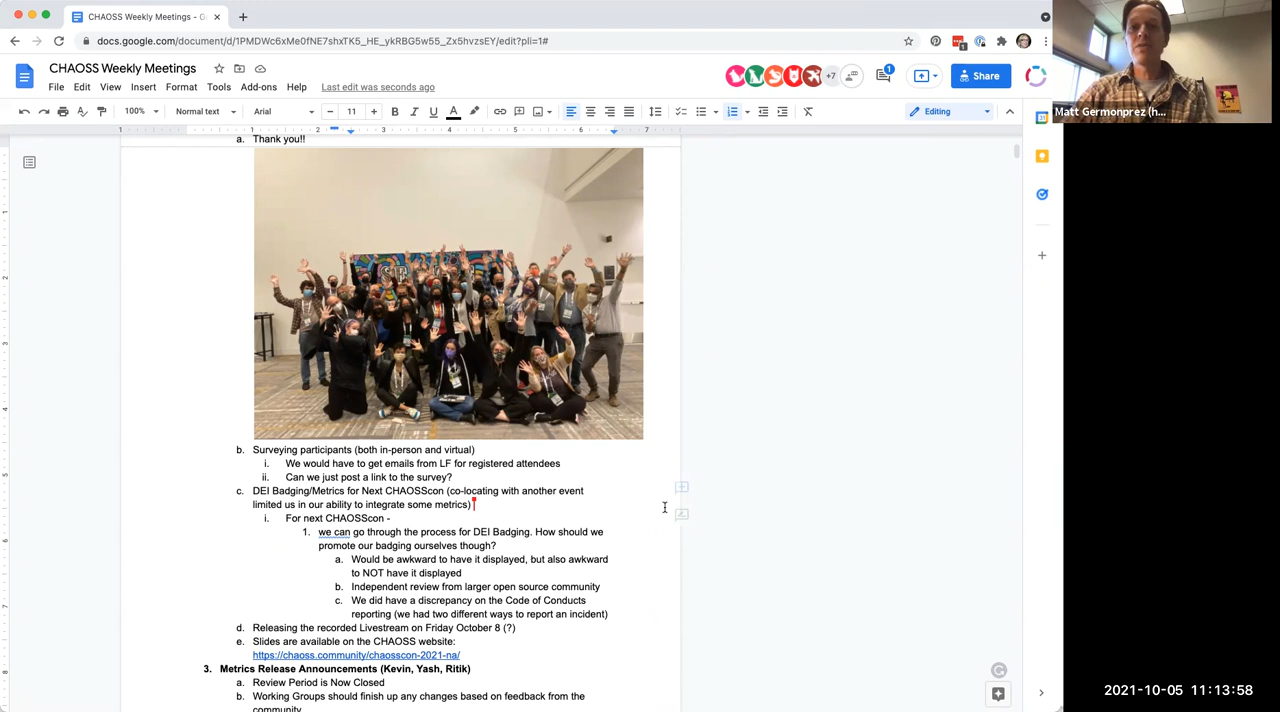 CHAOSS Weekly Meetings - G
docs.google.com/document/d/1PMDWc6xMe0fNE7shxTK5_HE_ykRBG5w55_Zx5hvzsEY/edit?pli=1#
CHAOSS Weekly Meetings
File Edit View Insert Format Tools Add-ons Help Last edit was seconds ago
+7
1
Share
100% Normal text Arial 11 Editing
Matt Germonprez (h...
a. Thank you!!
b. Surveying participants (both in-person and virtual)
i. We would have to get emails from LF for registered attendees
ii. Can we just post a link to the survey?
c. DEI Badging/Metrics for Next CHAOSScon (co-locating with another event
limited us in our ability to integrate some metrics)
i. For next CHAOSScon -
1. we can go through the process for DEI Badging. How should we
promote our badging ourselves though?
a. Would be awkward to have it displayed, but also awkward
to NOT have it displayed
b. Independent review from larger open source community
c. We did have a discrepancy on the Code of Conducts
reporting (we had two different ways to report an incident)
d. Releasing the recorded Livestream on Friday October 8 (?)
e. Slides are available on the CHAOSS website:
https://chaoss.community/chaosscon-2021-na/
3. Metrics Release Announcements (Kevin, Yash, Ritik)
a. Review Period is Now Closed
b. Working Groups should finish up any changes based on feedback from the
community
2021-10-05 11:13:58